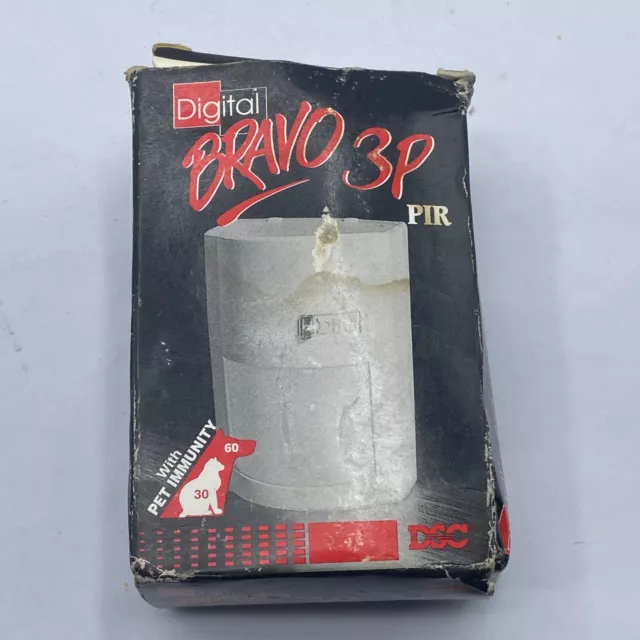 Digital
BRAVO 3P
PIR
With
PET IMMUNITY
60
30
DSC